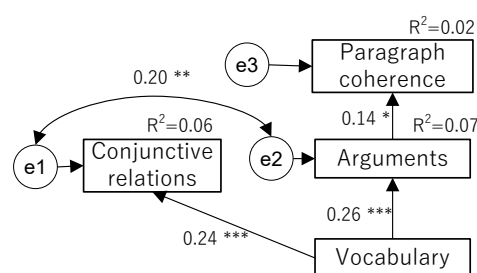 R²=0.02
e3
Paragraph
coherence
0.20 **
0.14 *
R²=0.06
R²=0.07
e1
Conjunctive
relations
e2
Arguments
0.24 ***
0.26 ***
Vocabulary